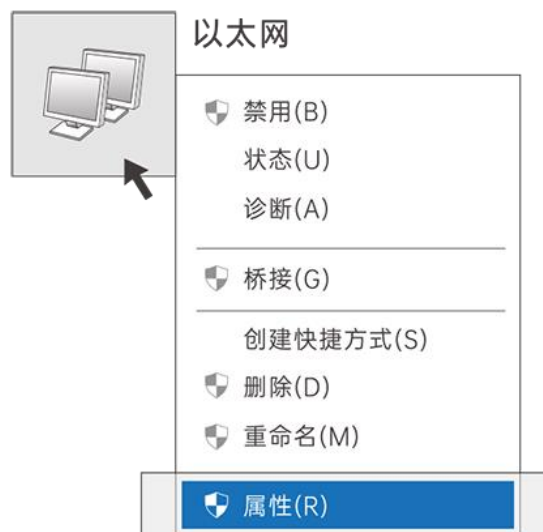 以太网
禁用(B)
状态(U)
诊断(A)
桥接(G)
创建快捷方式(S)
删除(D)
重命名(M)
属性(R)